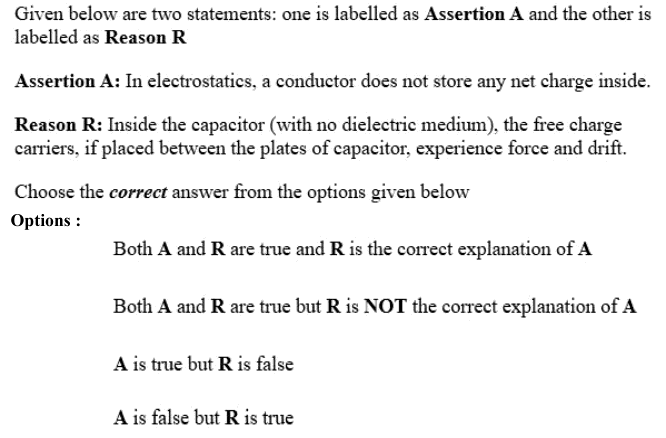 Given below are two statements: one is labelled as Assertion A and the other is
labelled as Reason R
Assertion A: In electrostatics, a conductor does not store any net charge inside.
Reason R: Inside the capacitor (with no dielectric medium), the free charge
carriers, if placed between the plates of capacitor, experience force and drift.
Choose the correct answer from the options given below
Options :
Both A and R are true and R is the correct explanation of A
Both A and R are true but R is NOT the correct explanation of A
A is true but R is false
A is false but R is true